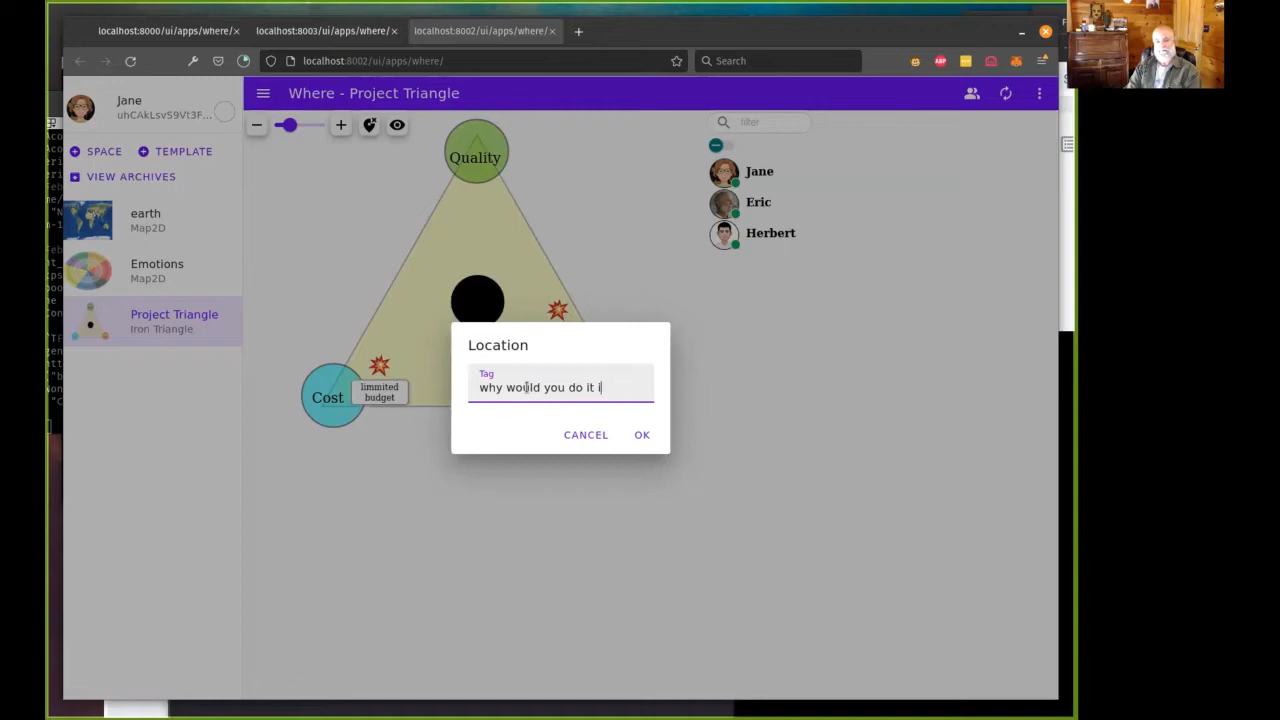 localhost:8000/ui/apps/where/
localhost:8003/ui/apps/where/
localhost:8002/ui/apps/where/
localhost:8002/ui/apps/where/
Search
ABP
Jane
uhCAkLsvS9Vt3F...
Where - Project Triangle
SPACE
TEMPLATE
VIEW ARCHIVES
earth
Map2D
Emotions
Map2D
Project Triangle
Iron Triangle
Quality
Cost
limmited
budget
filter
Jane
Eric
Herbert
Location
Tag
why would you do it i
CANCEL
OK